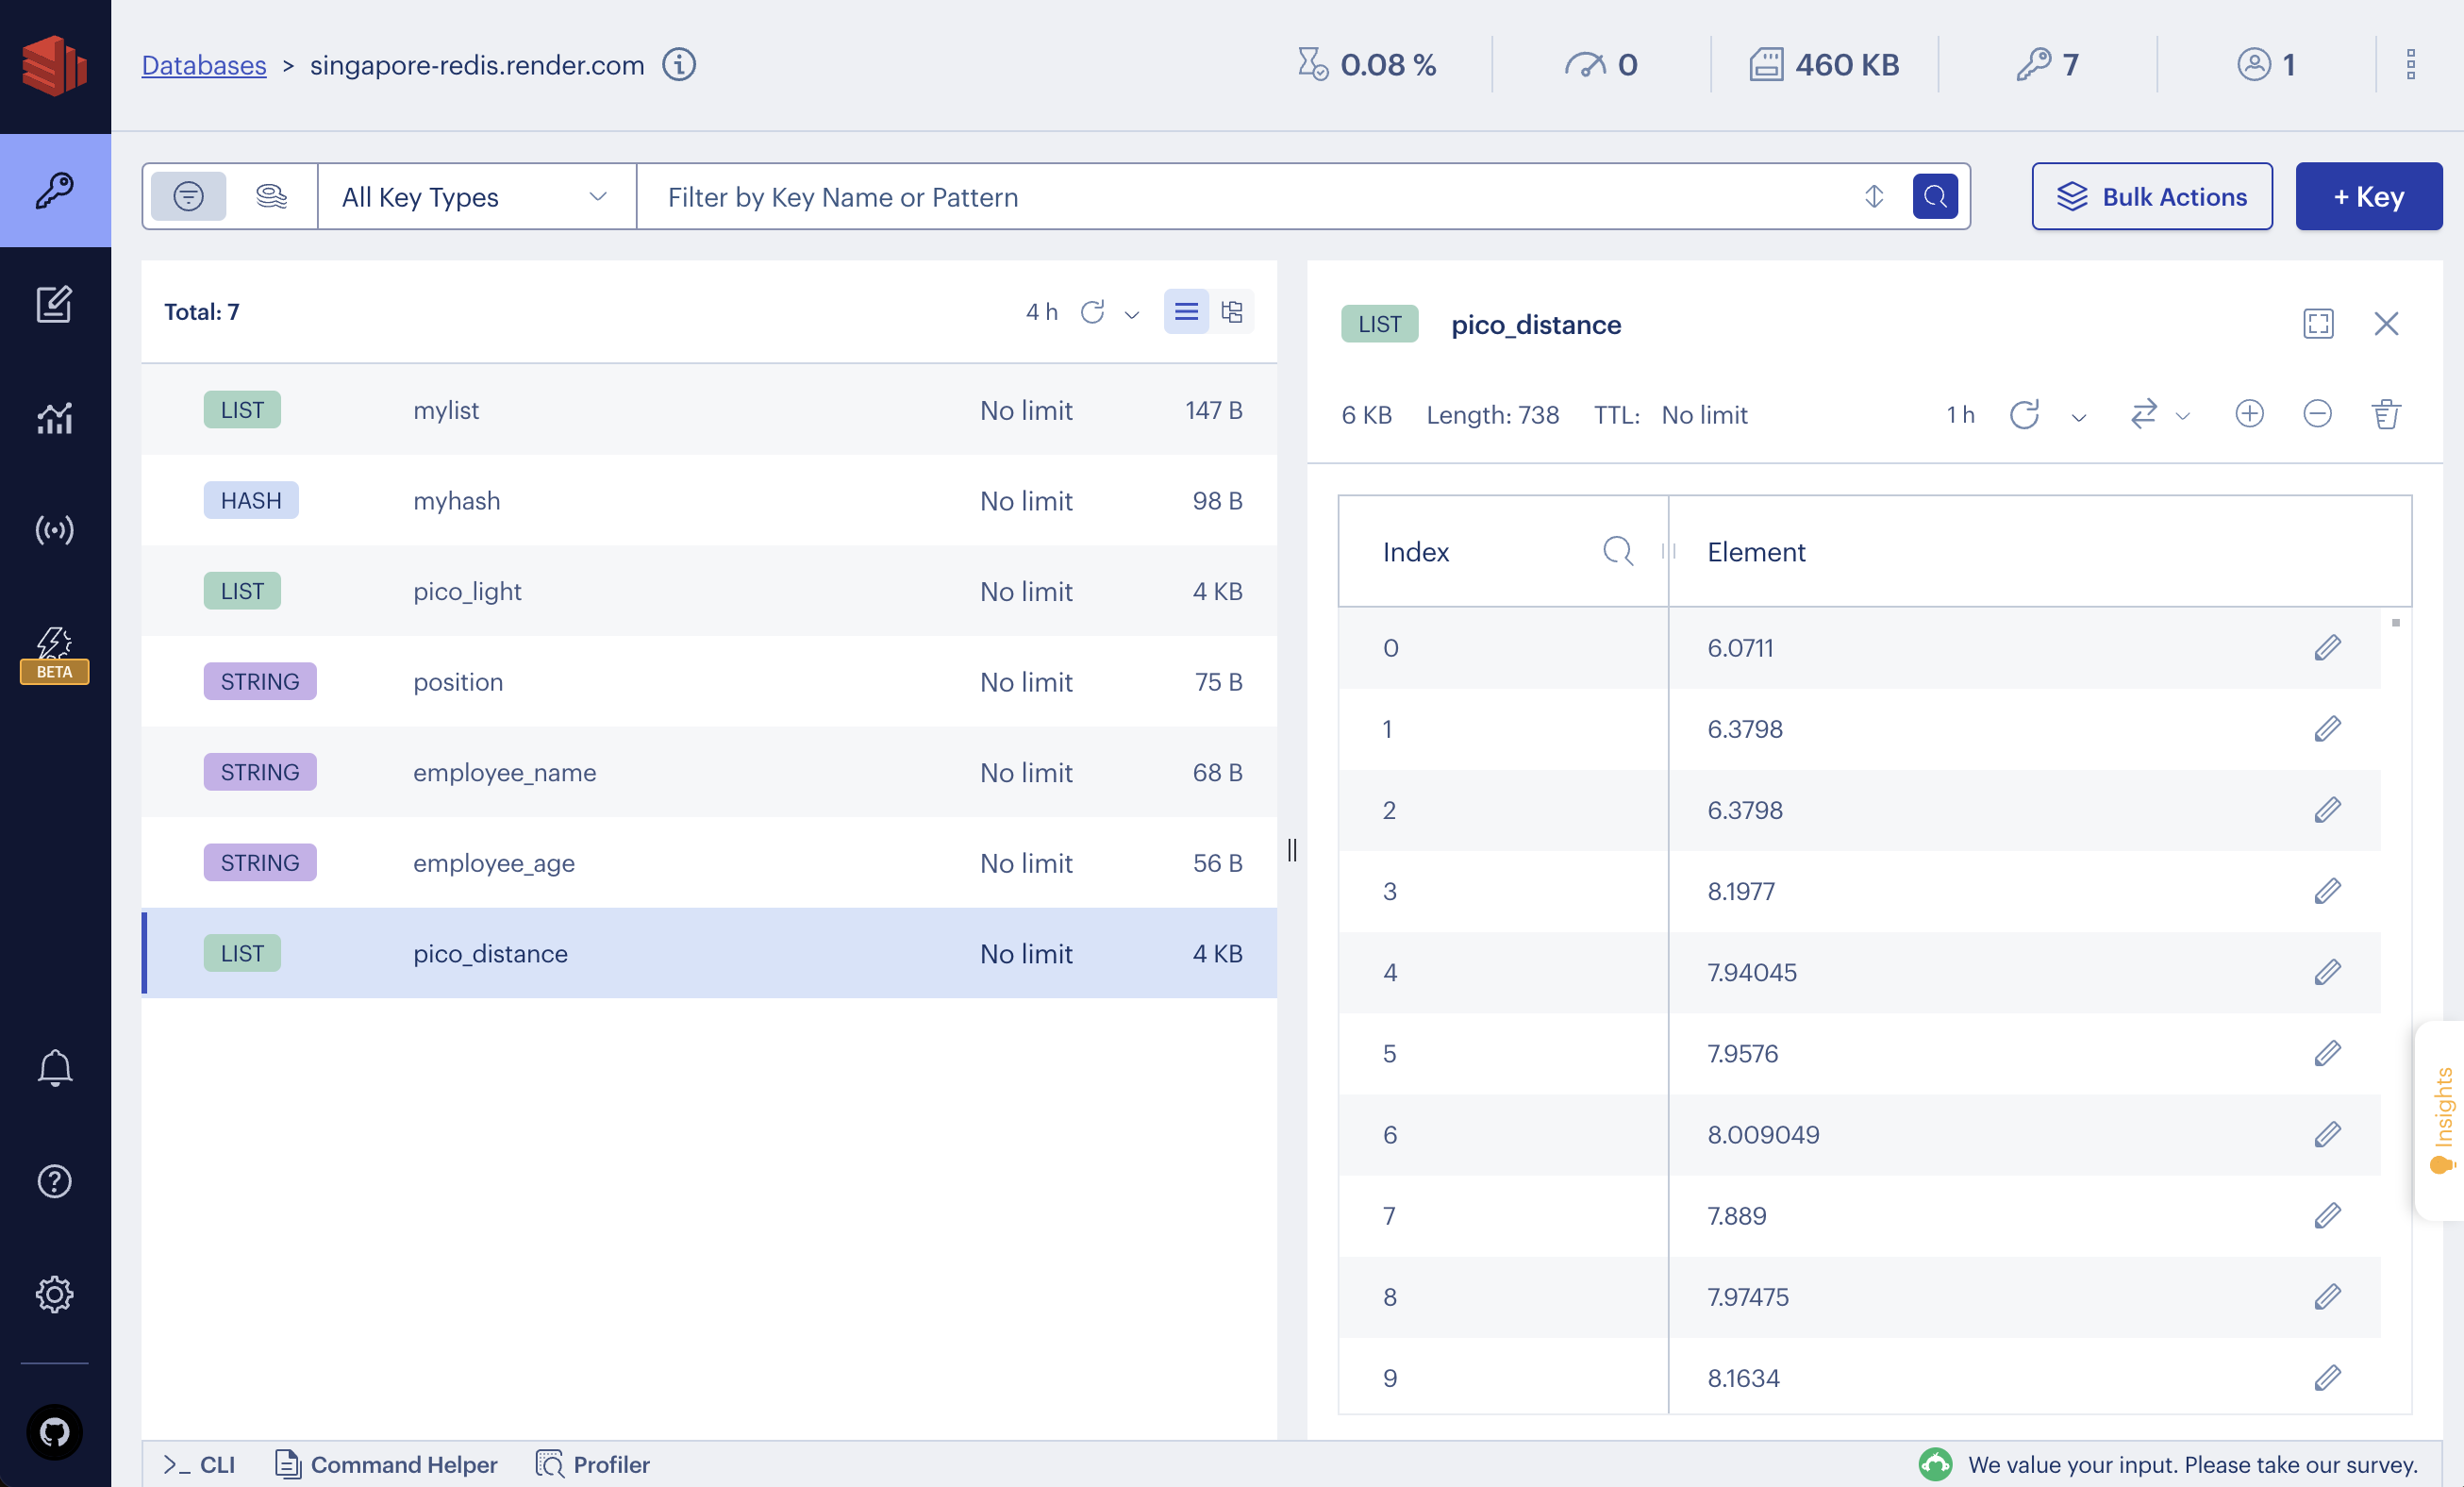 Databases > singapore-redis.render.com
0.08 %
0
460 KB
7
1
All Key Types
Filter by Key Name or Pattern
Bulk Actions
+ Key
BETA
Total: 7
4 h
LIST mylist No limit 147 B
HASH myhash No limit 98 B
LIST pico_light No limit 4 KB
STRING position No limit 75 B
STRING employee_name No limit 68 B
STRING employee_age No limit 56 B
LIST pico_distance No limit 4 KB
LIST pico_distance
6 KB Length: 738 TTL: No limit 1 h
Index Element
0 6.0711
1 6.3798
2 6.3798
3 8.1977
4 7.94045
5 7.9576
6 8.009049
7 7.889
8 7.97475
9 8.1634
Insights
>_ CLI Command Helper Profiler
We value your input. Please take our survey.